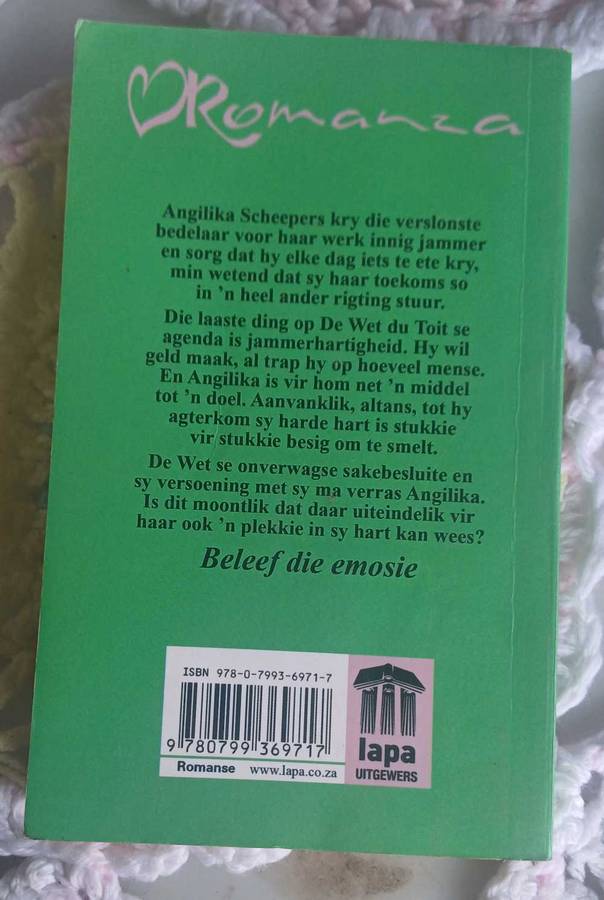 Romanza
Angilika Scheepers kry die verslonste
bedelaar voor haar werk innig jammer
en sorg dat hy elke dag iets te ete kry,
min wetend dat sy haar toekoms so
in 'n heel ander rigting stuur.
Die laaste ding op De Wet du Toit se
agenda is jammerhartigheid. Hy wil
geld maak, al trap hy op hoeveel mense.
En Angilika is vir hom net 'n middel
tot 'n doel. Aanvanklik, altans, tot hy
agterkom sy harde hart is stukkie
vir stukkie besig om te smelt.
De Wet se onverwagse sakebesluite en
sy versoening met sy ma verras Angilika.
Is dit moontlik dat daar uiteindelik vir
haar ook 'n plekkie in sy hart kan wees?
Beleef die emosie
ISBN 978-0-7993-6971-7
9 780799 369717
Romanse www.lapa.co.za
lapa
UITGEWERS